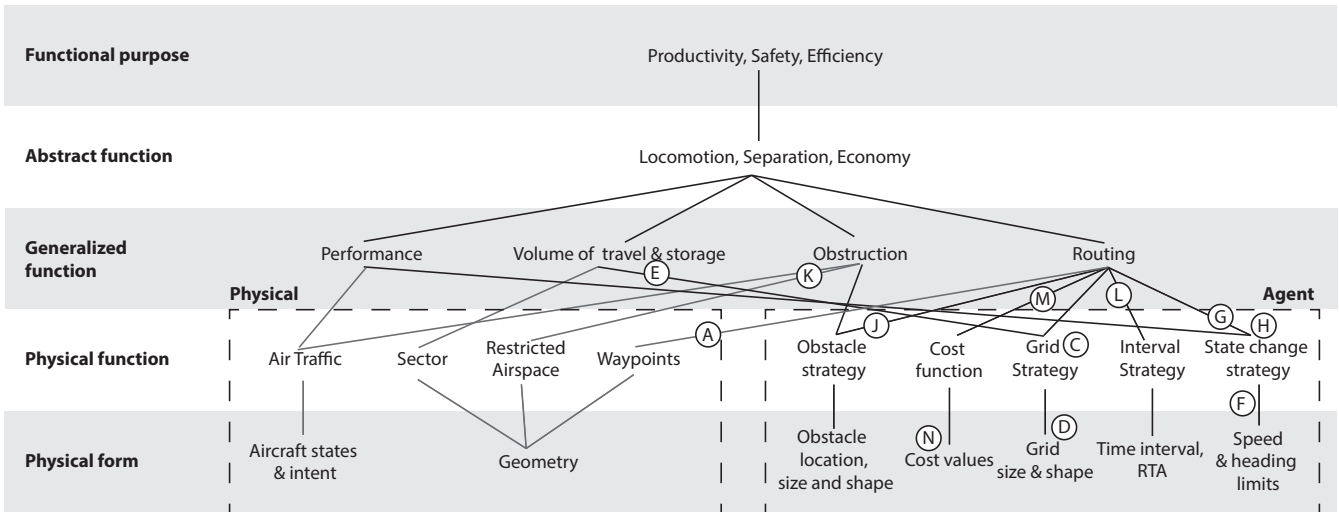 Functional purpose
Productivity, Safety, Efficiency
Abstract function
Locomotion, Separation, Economy
Generalized
function
Performance
Volume of travel & storage
Obstruction
Routing
E
K
M
L
Physical
Agent
A
J
G
H
Physical function
Air Traffic
Sector
Restricted
Airspace
Waypoints
Obstacle
strategy
Cost
function
Grid
Strategy
C
Interval
Strategy
State change
strategy
F
Physical form
Aircraft states
& intent
Geometry
Obstacle
location,
size and shape
N
Cost values
D
Grid
size & shape
Time interval,
RTA
Speed
& heading
limits